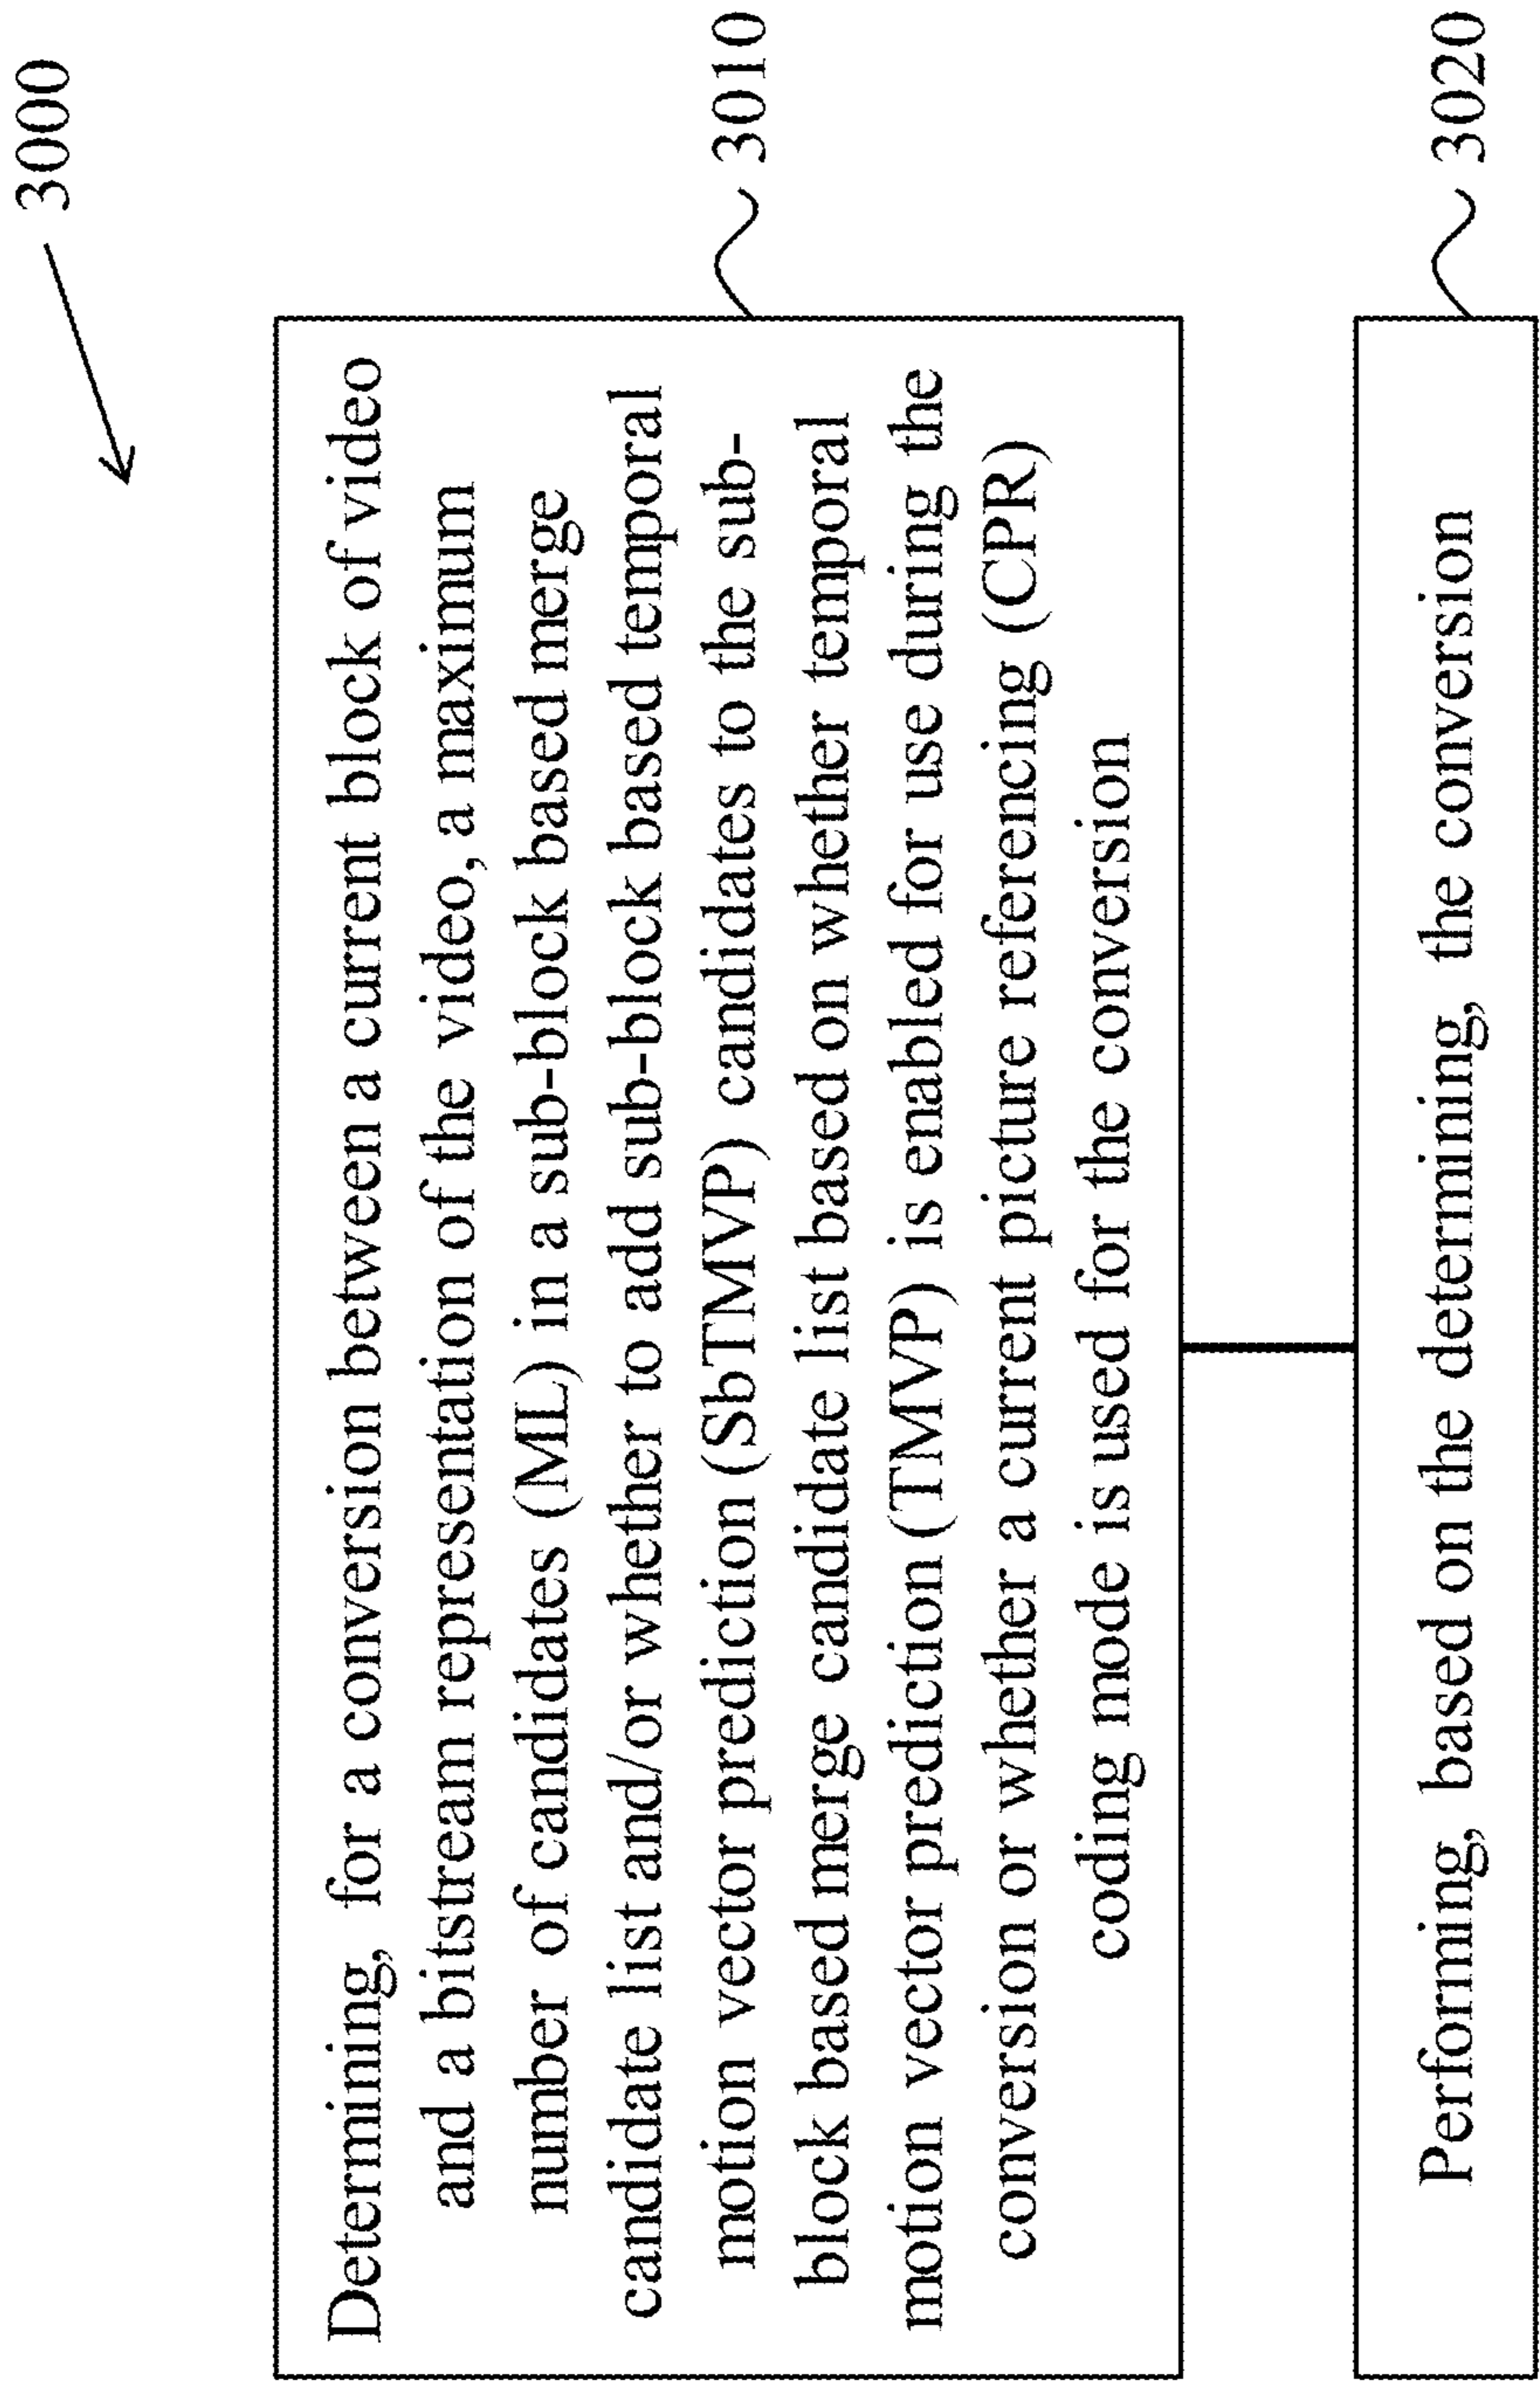 3000
Determining, for a conversion between a current block of video
and a bitstream representation of the video, a maximum
number of candidates (ML) in a sub-block based merge
candidate list and/or whether to add sub-block based temporal
motion vector prediction (SbTMVP) candidates to the sub-
block based merge candidate list based on whether temporal
motion vector prediction (TMVP) is enabled for use during the
conversion or whether a current picture referencing (CPR)
coding mode is used for the conversion
3010
Performing, based on the determining, the conversion
3020